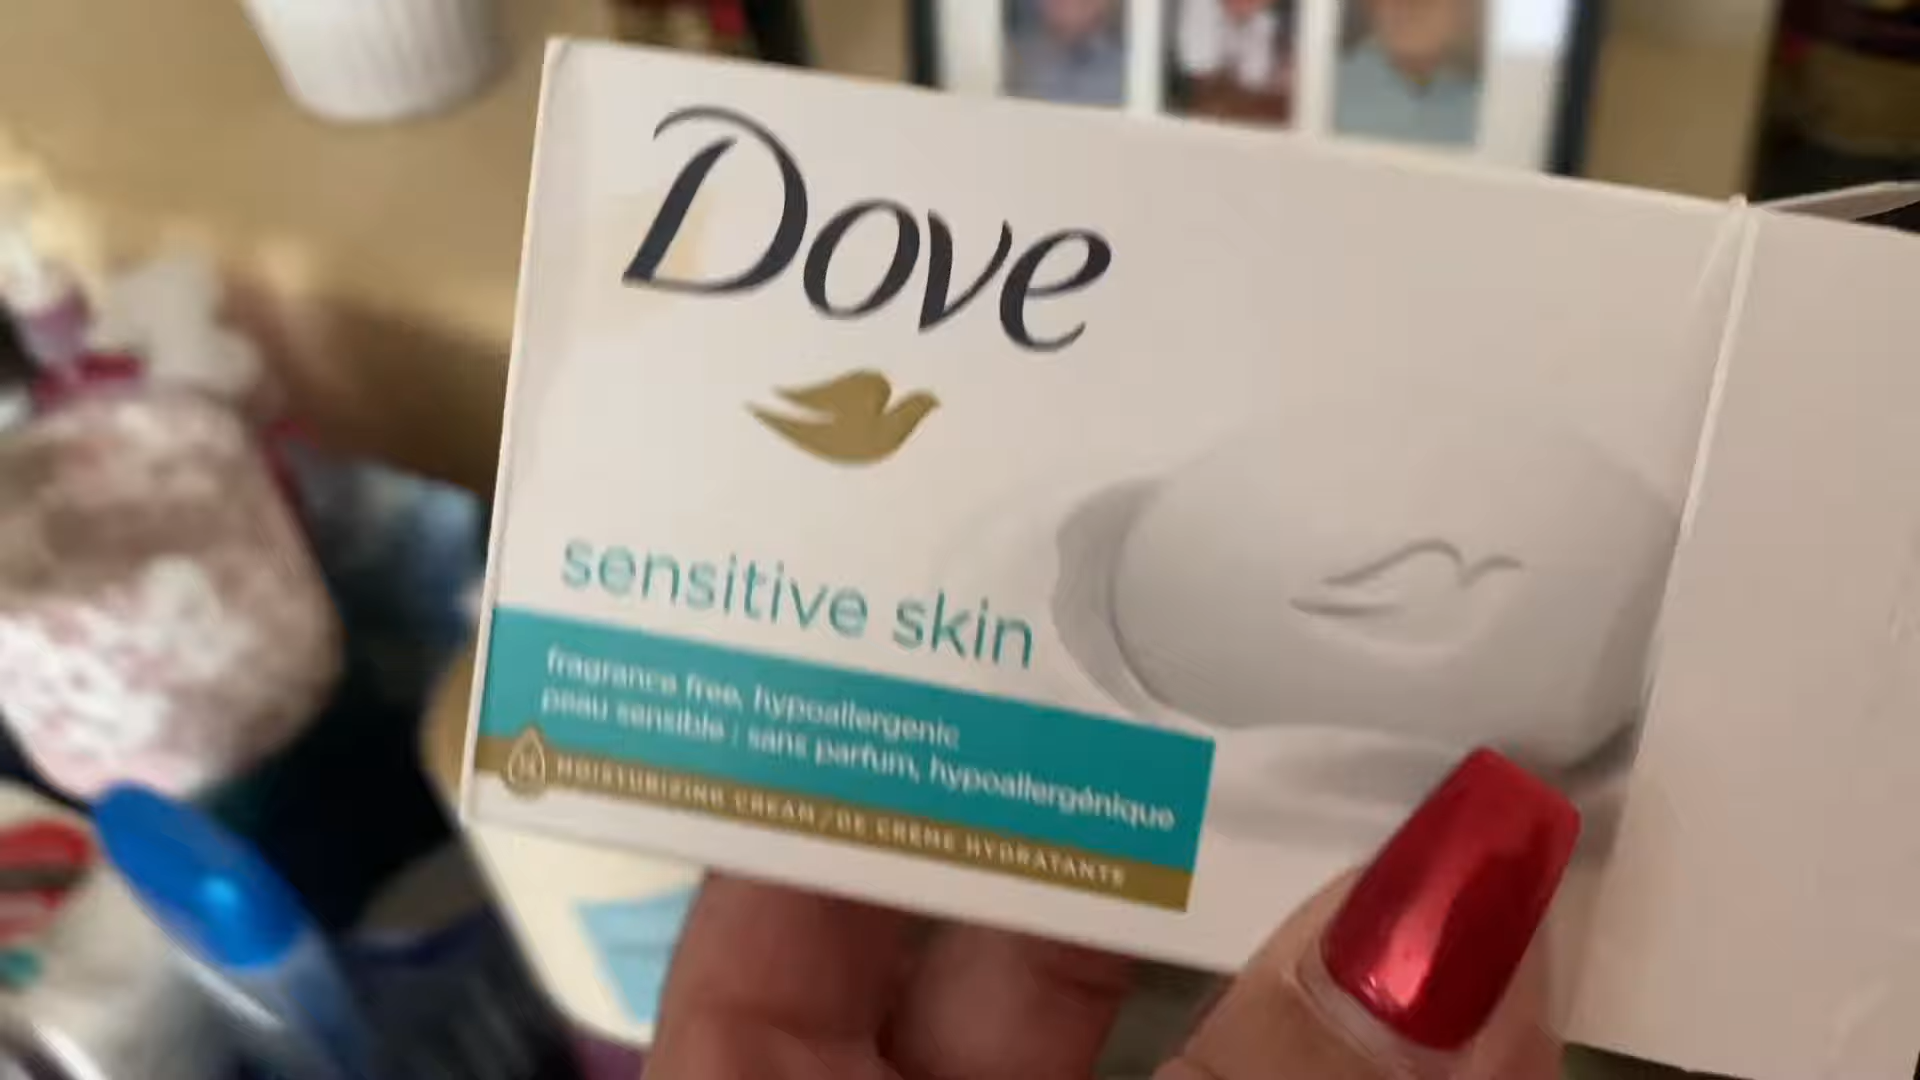 Dove
sensitive skin
fragrance free, hypoallergenic
peau sensible : sans parfum, hypoallergénique
MOISTURIZING CREAM / DE CRÈME HYDRATANTE